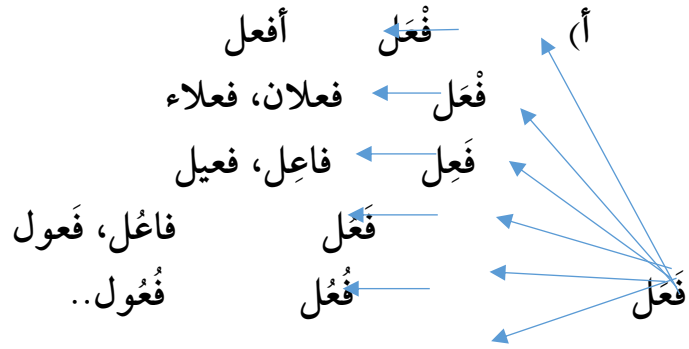 أ) فْعَل أفعل
فْعَل فعلان، فعلاء
فَعِل فاعِل، فعيل
فَعُل فاعُل، فَعول
فَعَل فُعُل فُعُول..